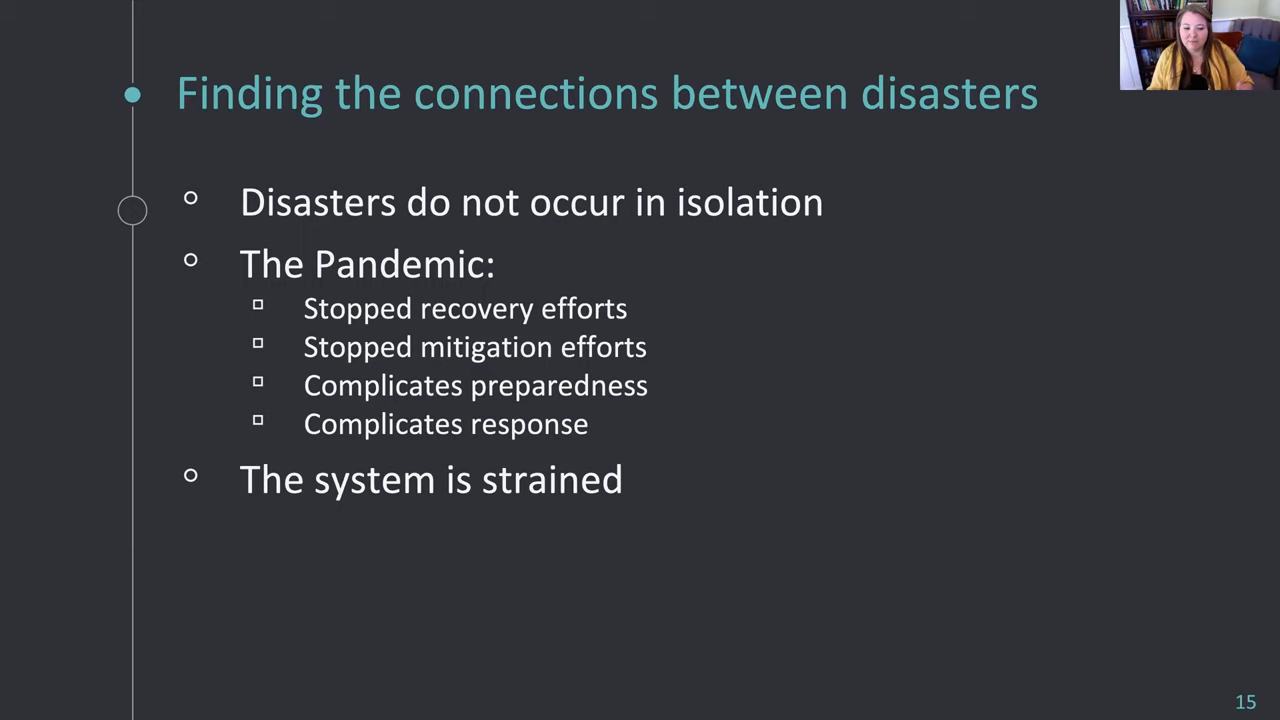 Finding the connections between disasters
Disasters do not occur in isolation
The Pandemic:
Stopped recovery efforts
Stopped mitigation efforts
Complicates preparedness
Complicates response
The system is strained
15